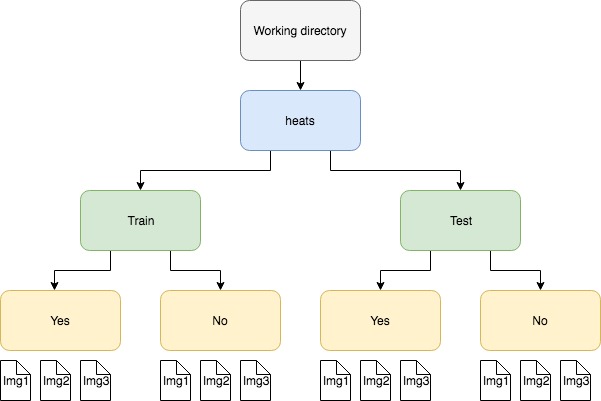 Working directory
heats
Train
Test
Yes
No
Yes
No
Img1 Img2 Img3
Img1 Img2 Img3
Img1 Img2 Img3
Img1 Img2 Img3